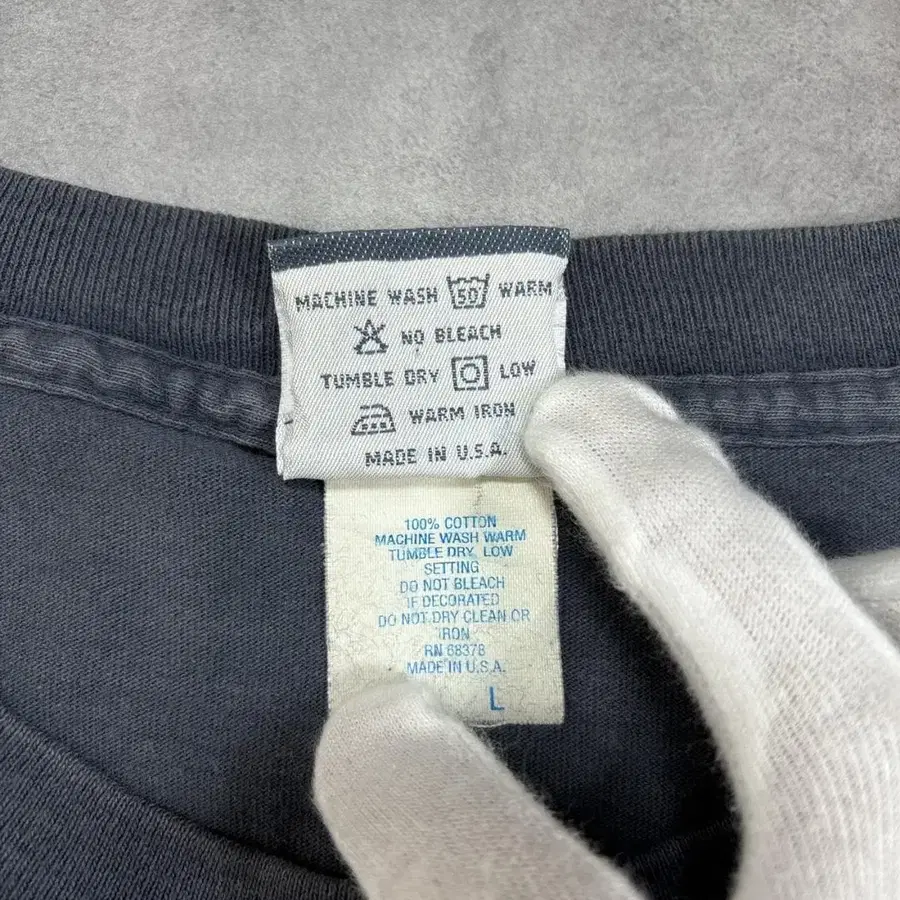 MACHINE WASH 50 WARM
NO BLEACH
TUMBLE DRY LOW
WARM IRON
MADE IN U.S.A.
100% COTTON
MACHINE WASH WARM
TUMBLE DRY LOW
SETTING
DO NOT BLEACH
IF DECORATED
DO NOT DRY CLEAN OR
IRON
RN 68378
MADE IN U.S.A.
L